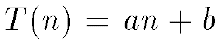 T(n) = an + b